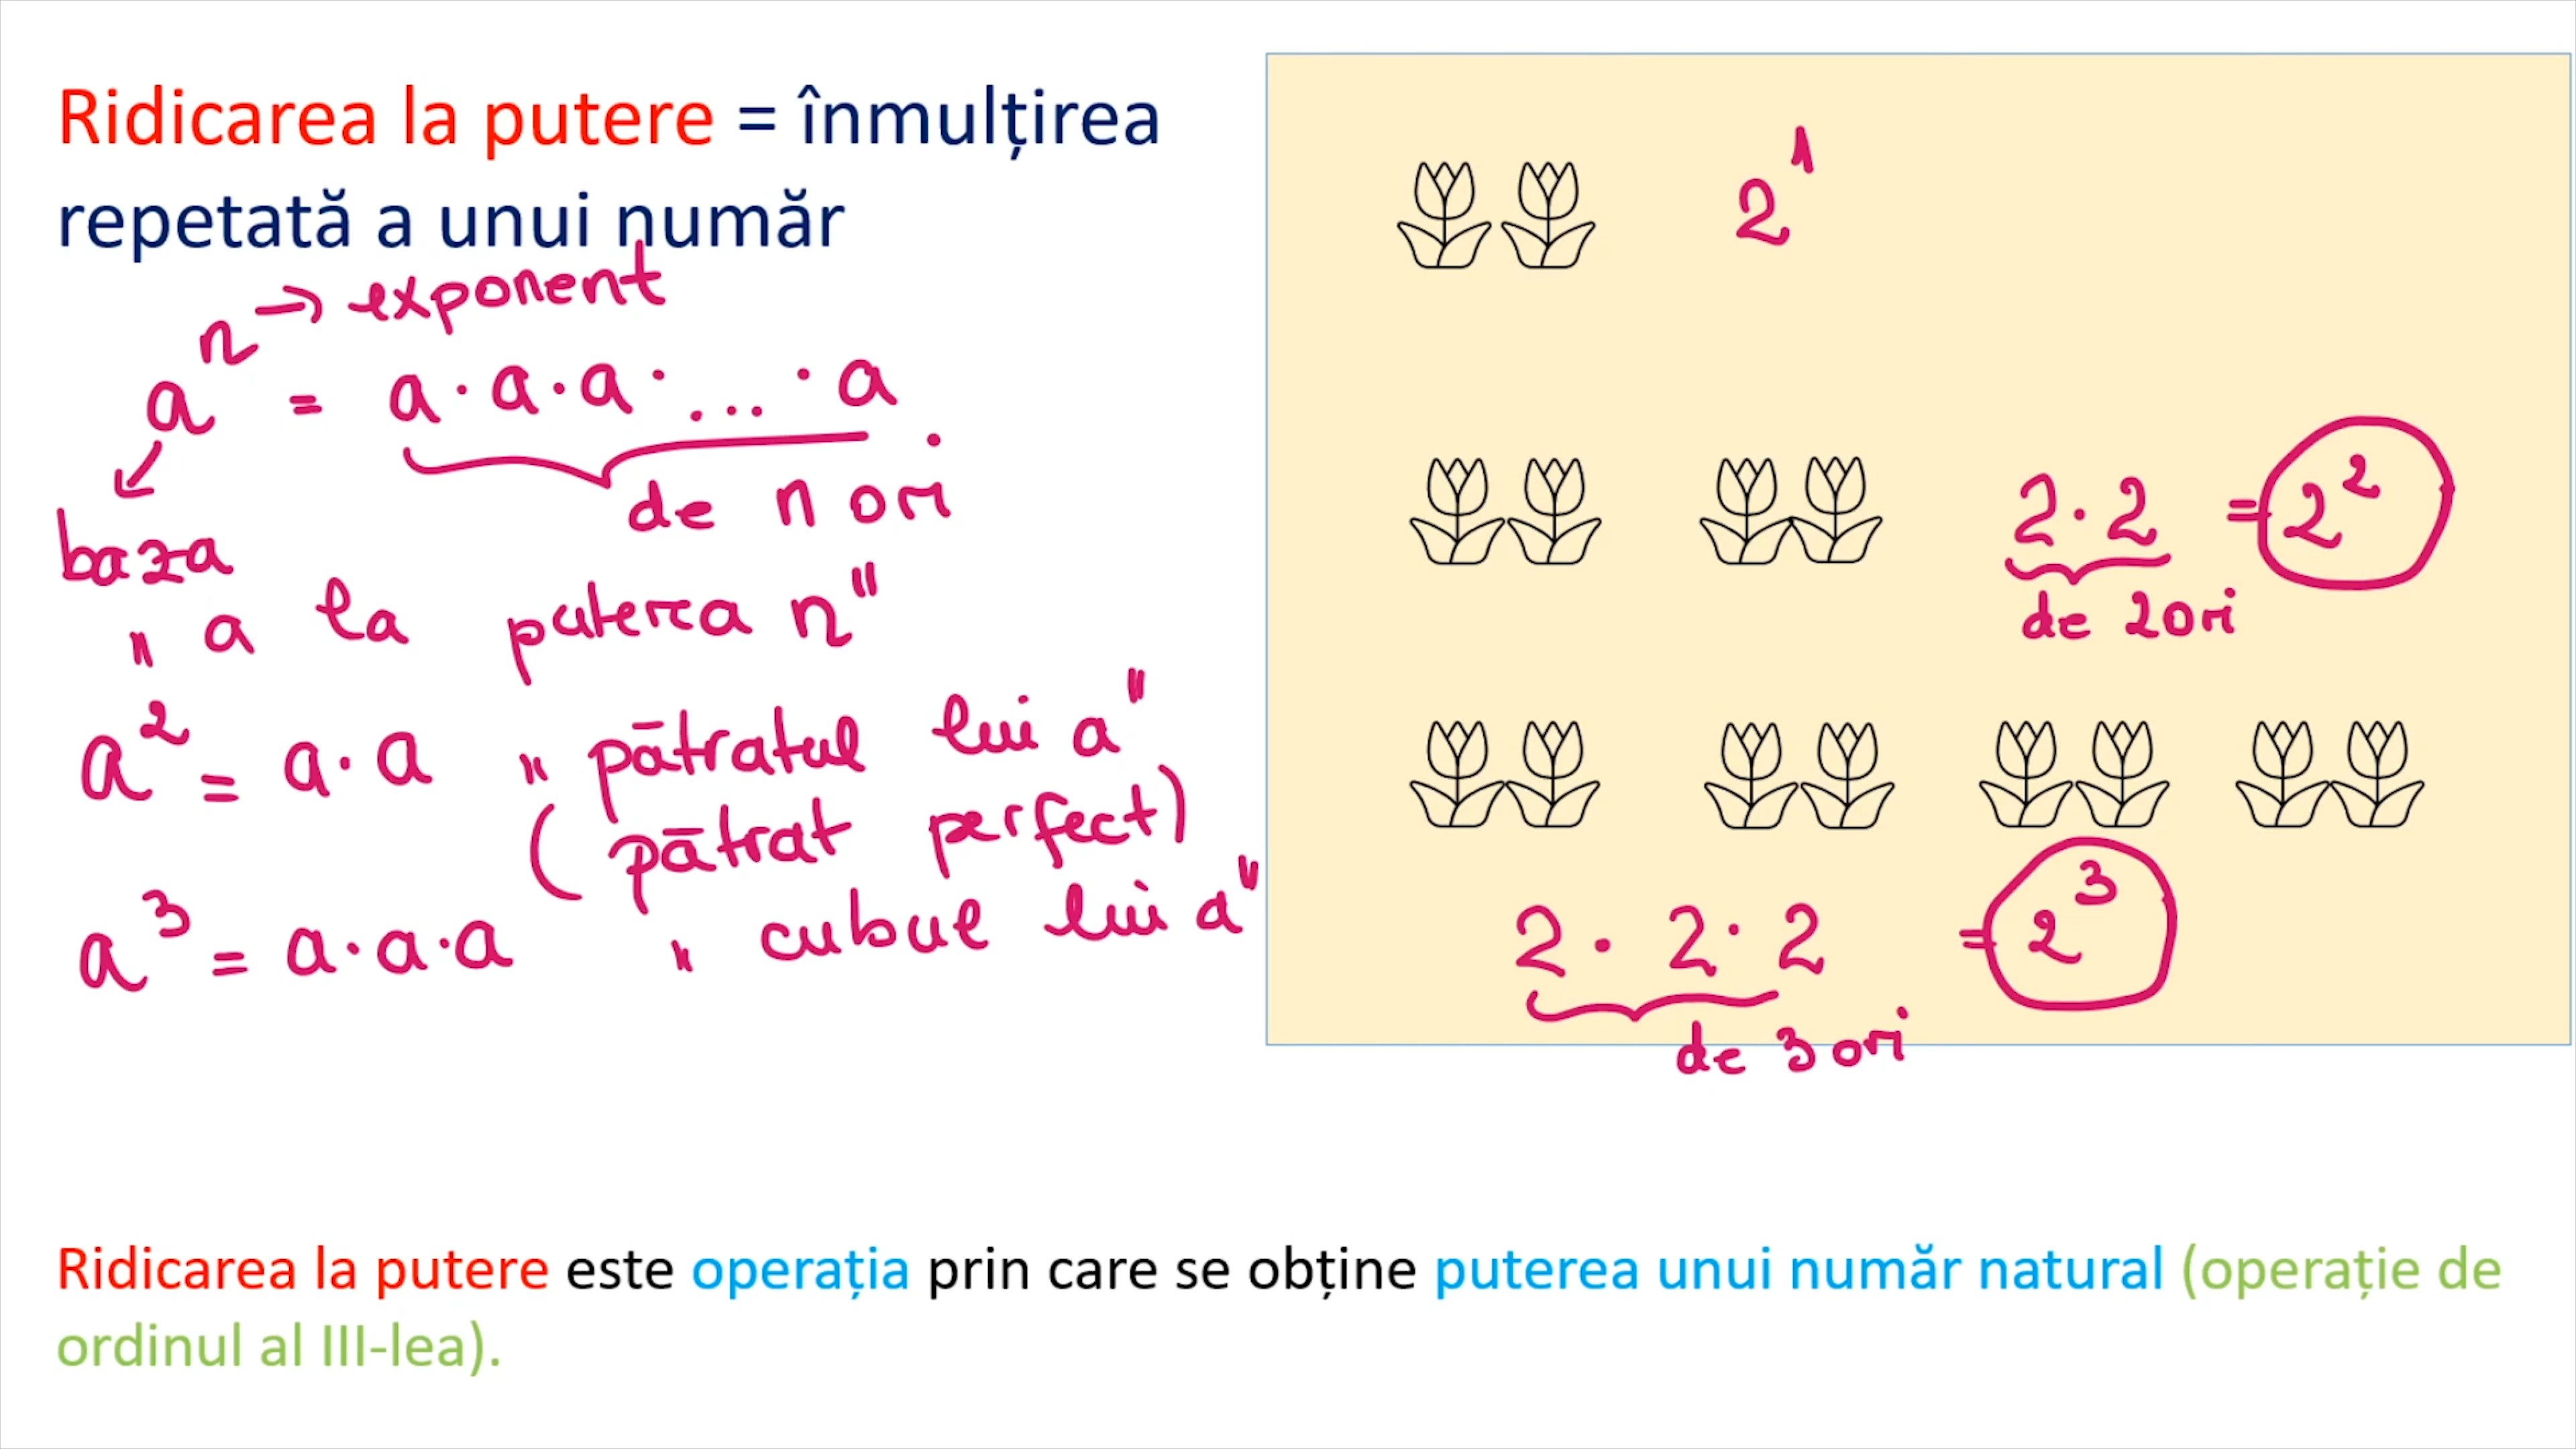 Ridicarea la putere = înmulțirea
repetată a unui număr
aⁿ → exponent
= a·a·a·...·a
de n ori
baza
„a la puterea n"
a² = a·a „pătratul lui a"
(pătrat perfect)
a³ = a·a·a „cubul lui a"
2¹
2·2 = 2²
de 2 ori
2·2·2 = 2³
de 3 ori
Ridicarea la putere este operația prin care se obține puterea unui număr natural (operație de
ordinul al III-lea).